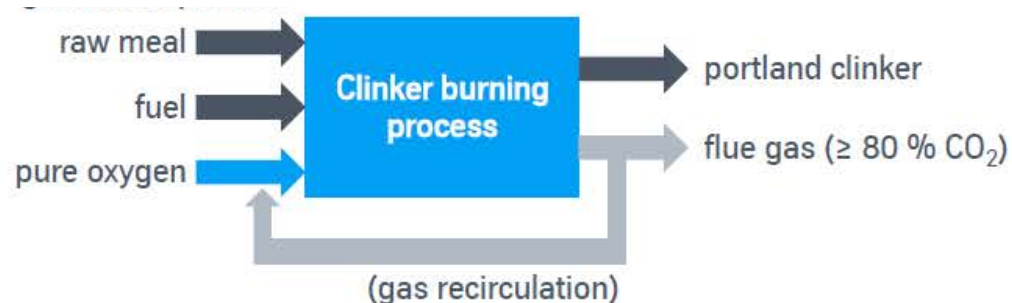 raw meal
fuel
pure oxygen
Clinker burning
process
portland clinker
flue gas (≥ 80 % CO₂)
(gas recirculation)